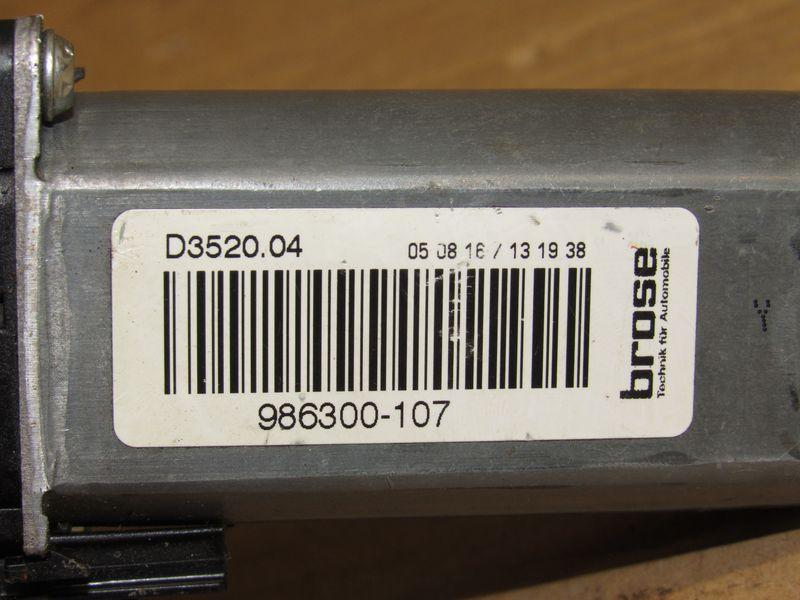 D3520.04
05 08 16 / 13 19 38
986300-107
brose
Technik für Automobile